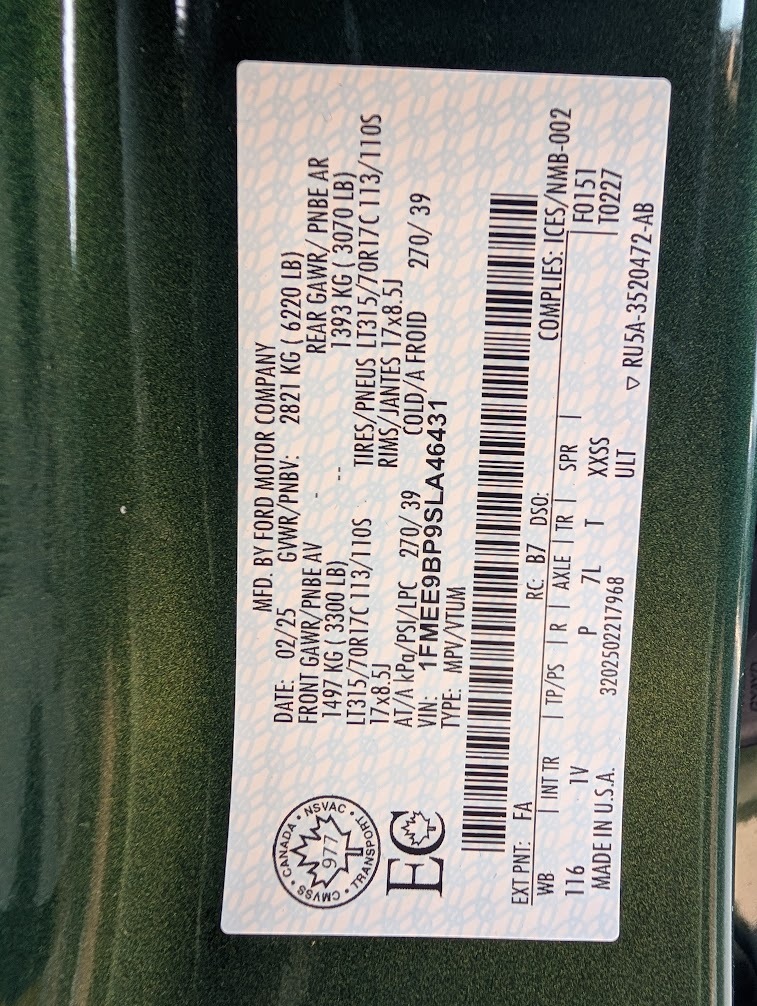 MFD. BY FORD MOTOR COMPANY
DATE: 02/25 GVWR/PNBV: 2821 KG ( 6220 LB)
FRONT GAWR/PNBE AV - REAR GAWR/ PNBE AR
1497 KG ( 3300 LB) -- 1393 KG ( 3070 LB)
LT315/70R17C 113/110S TIRES/PNEUS LT315/70R17C 113/110S
17x8.5J RIMS/JANTES 17x8.5J
AT/A kPa/PSI/LPC 270/ 39 COLD/A FROID 270/ 39
VIN: 1FMEE9BP9SLA46431
TYPE: MPV/VTUM
CANADA • NSVAC • TRANSPORT • CMVSS •
977
EC
EXT PNT: FA RC: B7 DSO: COMPLIES: ICES/NMB-002
WB | INT TR | TP/PS | R | AXLE | TR | SPR | F0151
116 1V P 7L T XXSS | T0227
MADE IN U.S.A. 3202502217968 ULT
▽ RU5A-3520472-AB